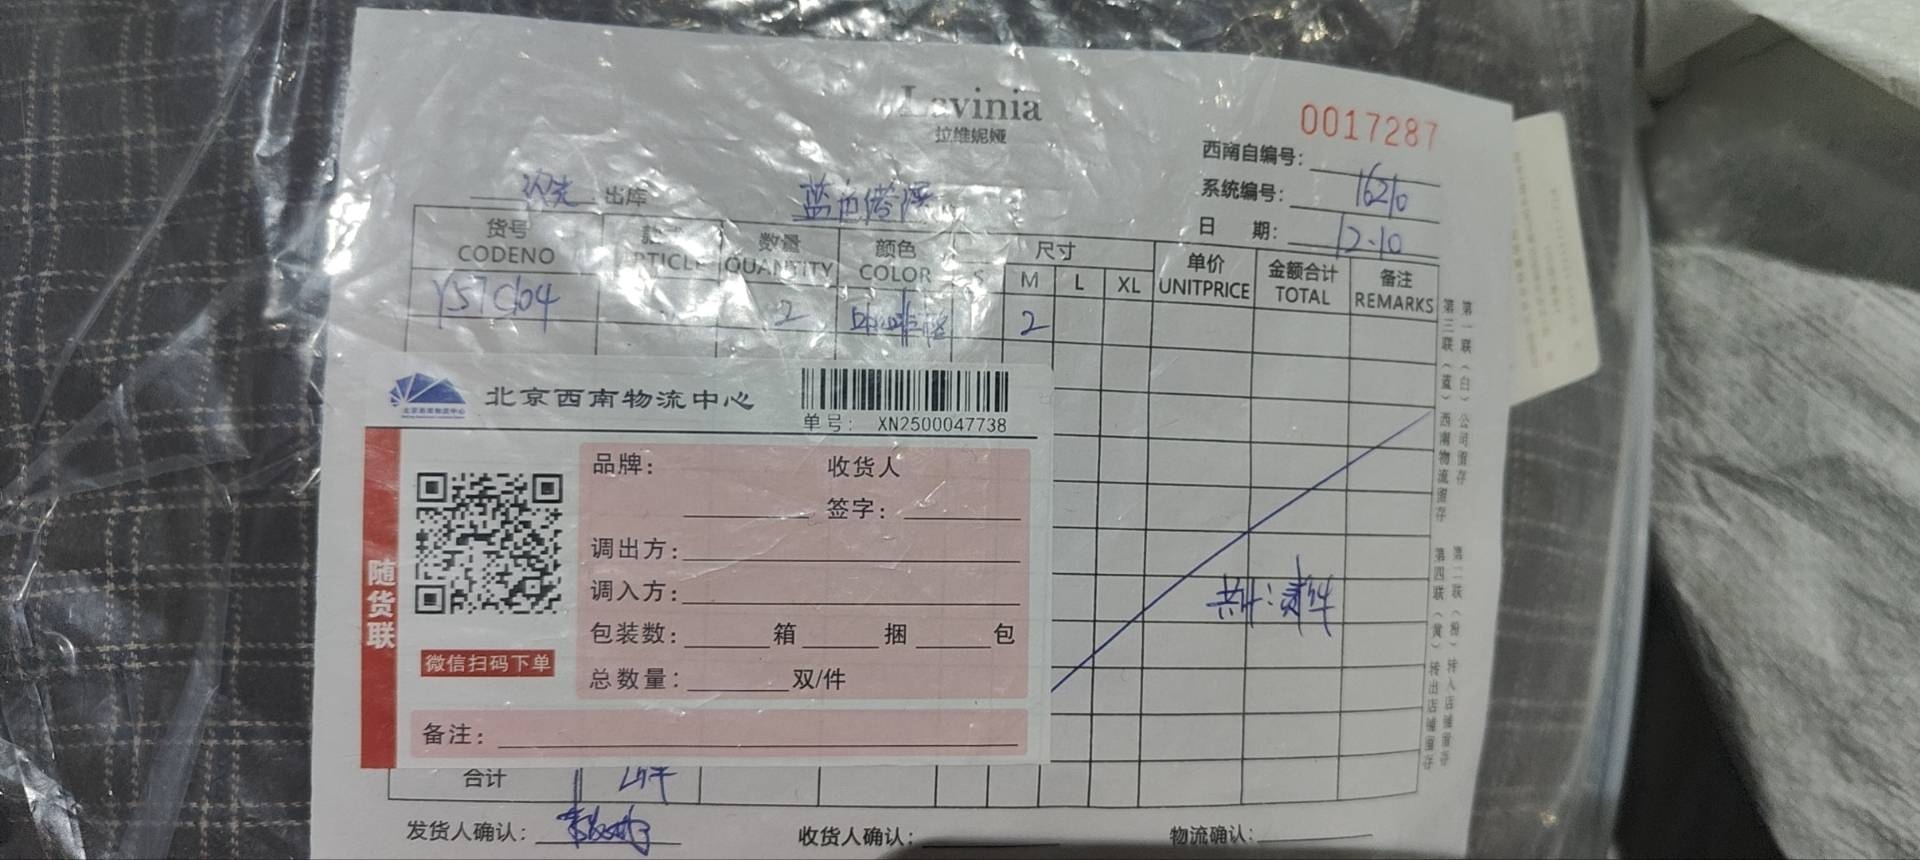 Lavinia
拉维妮娅
0017287
西南自编号：
系统编号： 16210
日 期： 12.10
出库
货号 数量 颜色 尺寸 单价 金额合计 备注
CODENO ARTICLE QUANTITY COLOR S M L XL UNITPRICE TOTAL REMARKS
2 2
北京西南物流中心
单号： XN2500047738
随货联
微信扫码下单
品牌： 收货人
签字：
调出方：
调入方：
包装数： 箱 捆 包
总数量： 双/件
备注：
共计：贰件
合计
发货人确认： 收货人确认： 物流确认：
第一联（白）公司留存
第二联（粉）转入店铺留存
第三联（蓝）西南物流留存
第四联（黄）转出店铺留存